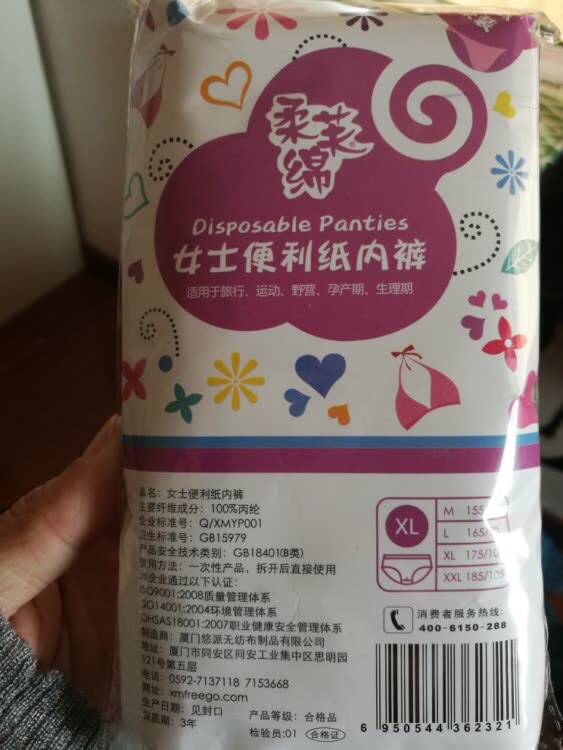 柔芙®
绵
Disposable Panties
女士便利纸内裤
适用于旅行、运动、野营、孕产期、生理期
品名：女士便利纸内裤
主要纤维成分：100%丙纶
企业标准号：Q/XMYP001
卫生标准号：GB15979
产品安全技术类别：GB18401(B类)
使用方法：一次性产品，拆开后直接使用
本企业通过以下认证：
ISO9001:2008质量管理体系
ISO14001:2004环境管理体系
OHSAS18001:2007职业健康安全管理体系
制造商：厦门悠派无纺布制品有限公司
地址：厦门市同安区同安工业集中区思明园
121号第五层
电话：0592-7137118 7153668
网址：xmfreego.com
生产日期：见封口
保质期：3年
产品等级：合格品
检验员:01 合格证
XL
M 155/
L 165/
XL 175/10
XXL 185/105
消费者服务热线:
400-6150-288
6 950544 362321